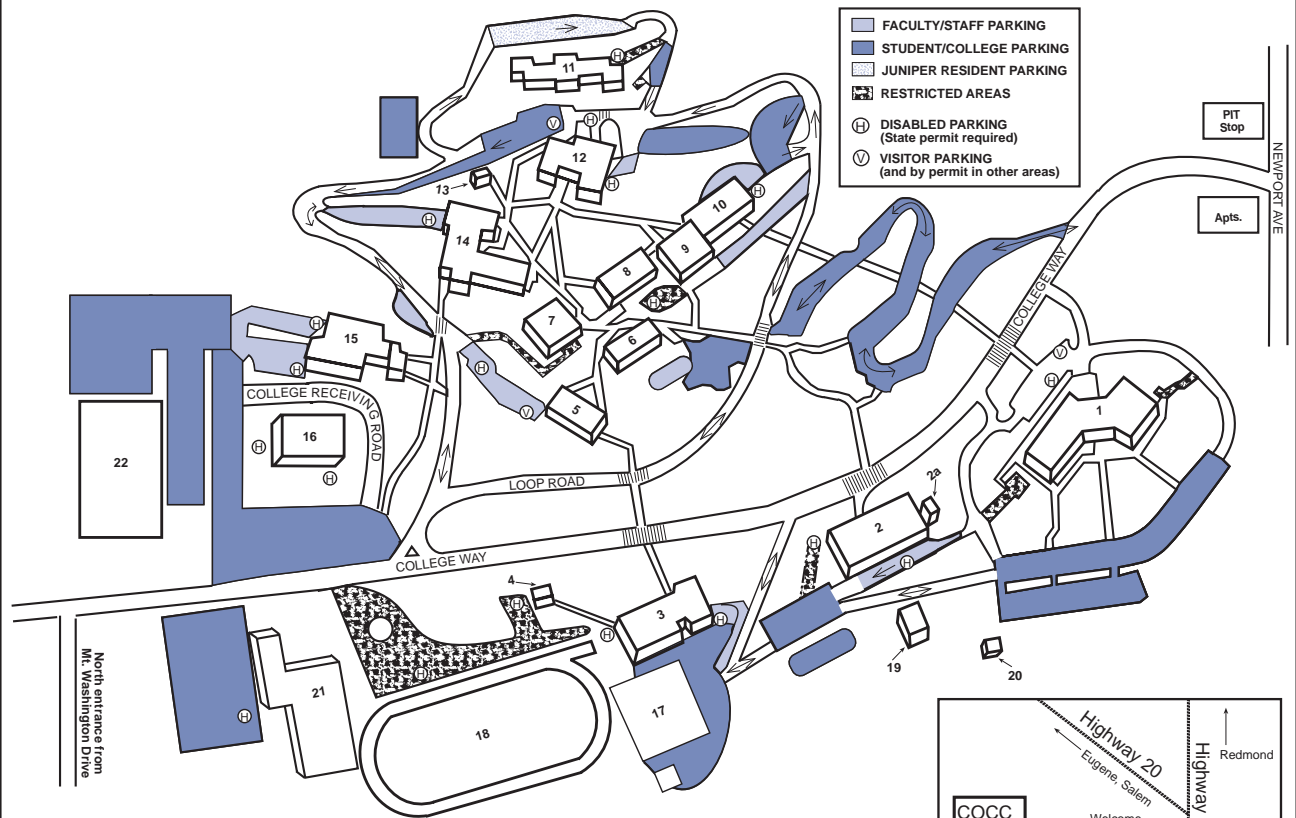 FACULTY/STAFF PARKING
STUDENT/COLLEGE PARKING
JUNIPER RESIDENT PARKING
RESTRICTED AREAS
H DISABLED PARKING
(State permit required)
V VISITOR PARKING
(and by permit in other areas)
PIT
Stop
NEWPORT AVE
Apts.
11
H
V
H
12
H
13
H
10
H
14
9
8
H
COLLEGE WAY
7
6
H
15
H
V
H
H
1
COLLEGE RECEIVING ROAD
5
V
16
H
H
22
LOOP ROAD
2a
2
H
H
COLLEGE WAY
4
H
3
H
H
19
20
H
21
H
17
18
North entrance from
Mt. Washington Drive
Highway 20
Eugene, Salem
Highway
Redmond
COCC
Welcome